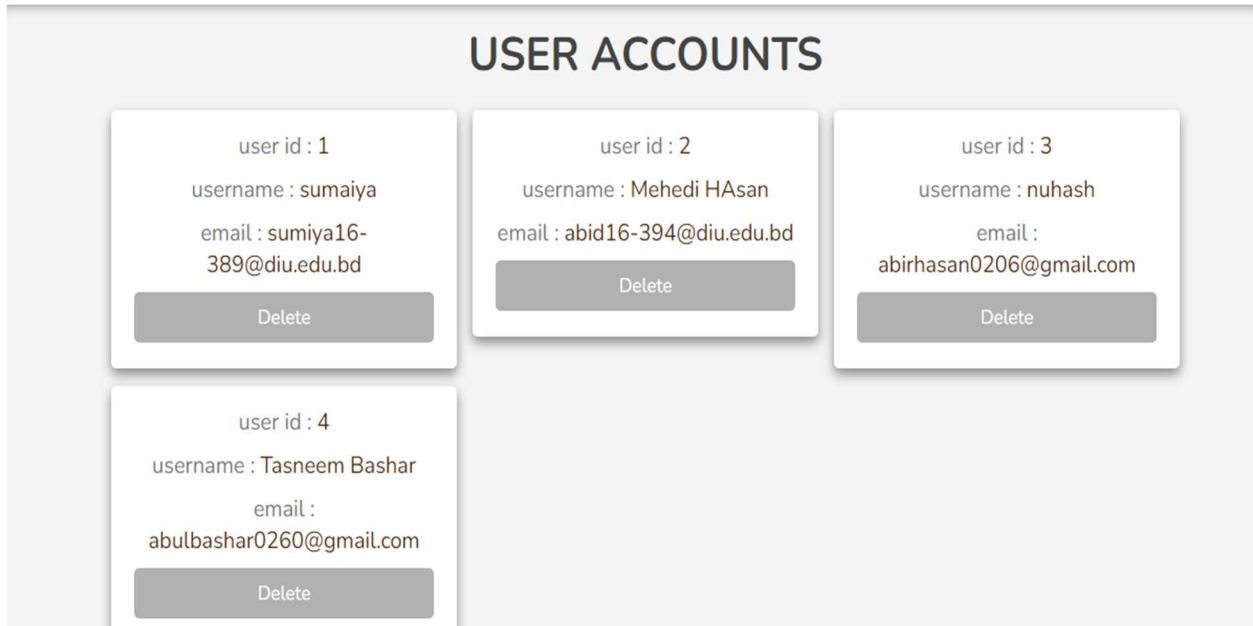 USER ACCOUNTS
user id : 1
username : sumaiya
email : sumiya16-
389@diu.edu.bd
Delete
user id : 2
username : Mehedi HAsan
email : abid16-394@diu.edu.bd
Delete
user id : 3
username : nuhash
email :
abirhasan0206@gmail.com
Delete
user id : 4
username : Tasneem Bashar
email :
abulbashar0260@gmail.com
Delete